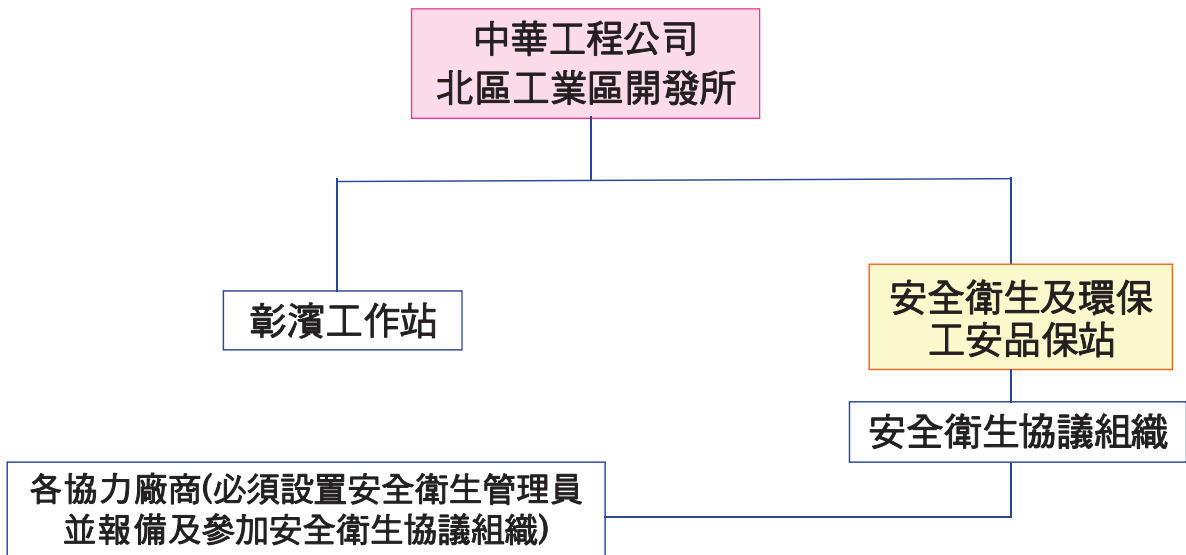 中華工程公司
北區工業區開發所
彰濱工作站
安全衛生及環保
工安品保站
安全衛生協議組織
各協力廠商(必須設置安全衛生管理員
並報備及參加安全衛生協議組織)